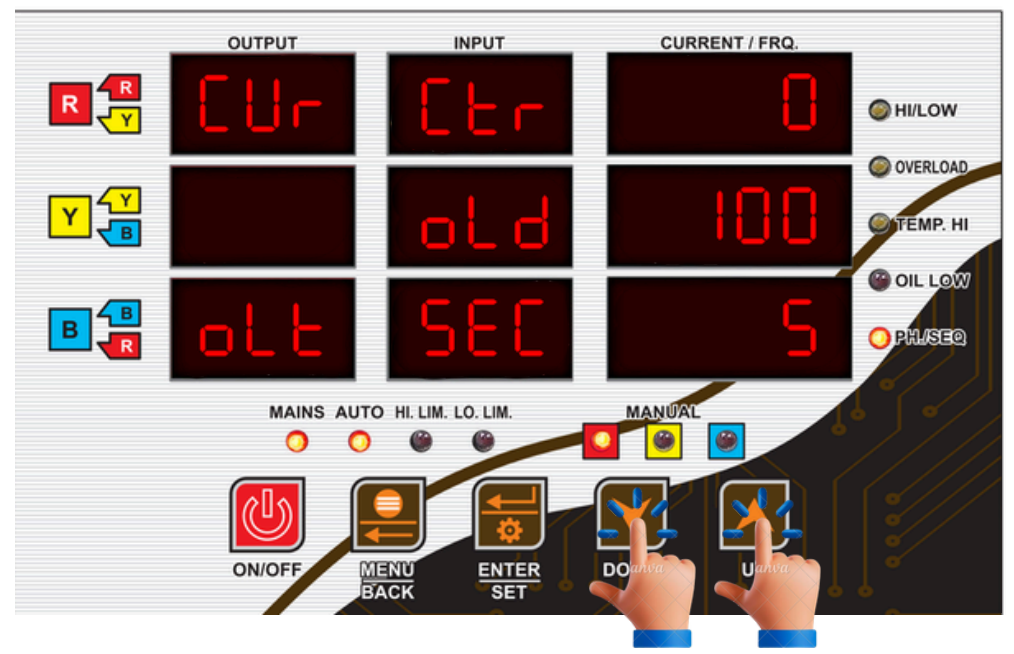 OUTPUT INPUT CURRENT / FRQ.
R R Y CUr Ctr 0 HI/LOW
OVERLOAD
Y Y B oLd 100 TEMP. HI
OIL LOW
B B R oLt SEC 5 PH./SEQ
MAINS AUTO HI. LIM. LO. LIM. MANUAL
ON/OFF MENU ENTER DO U
BACK SET